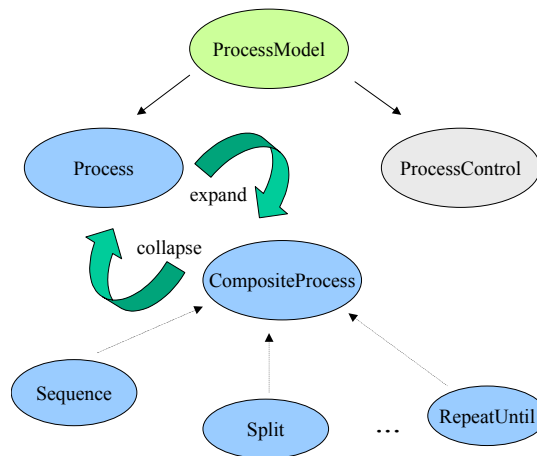 ProcessModel
Process
ProcessControl
expand
collapse
CompositeProcess
Sequence
Split
...
RepeatUntil